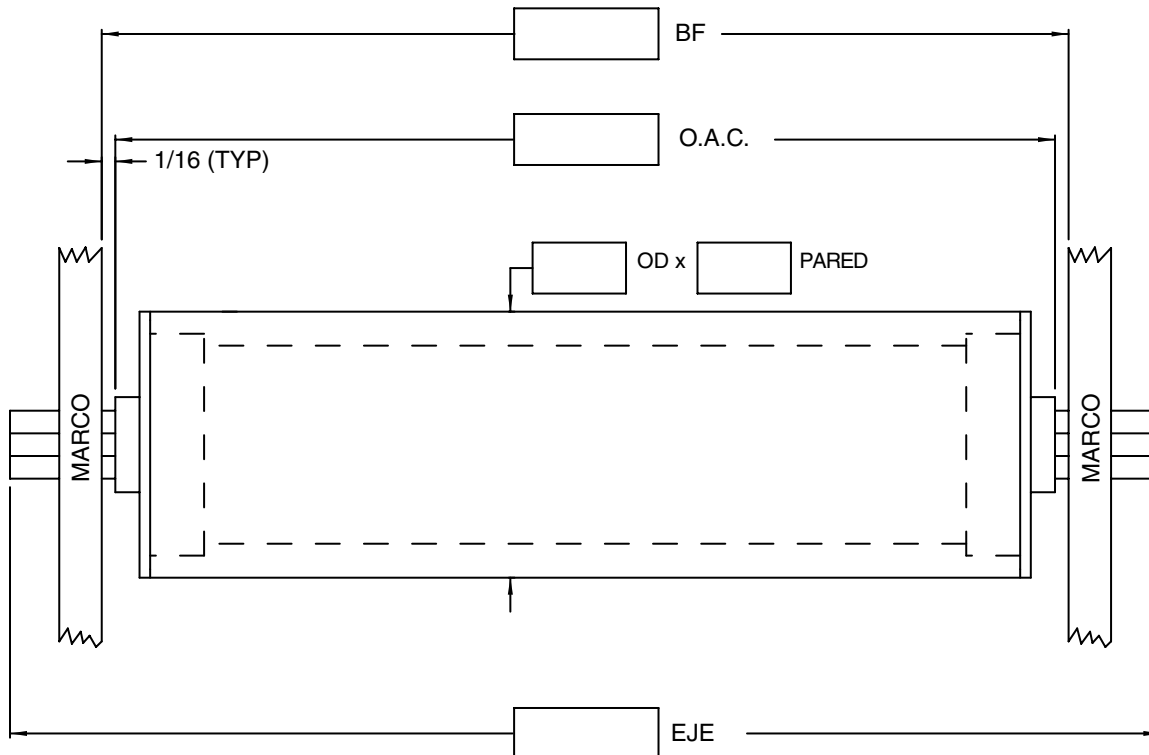 BF
O.A.C.
1/16 (TYP)
OD x PARED
MARCO
MARCO
EJE